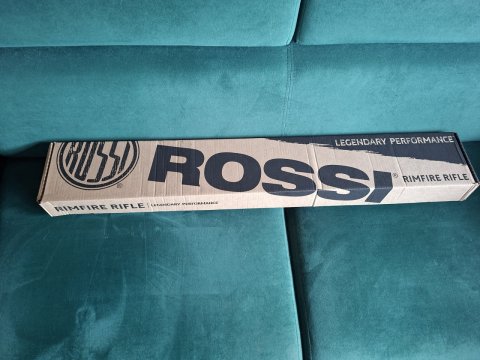 ROSSI
®
LEGENDARY PERFORMANCE
ROSSI®
RIMFIRE RIFLE
RIMFIRE RIFLE | LEGENDARY PERFORMANCE